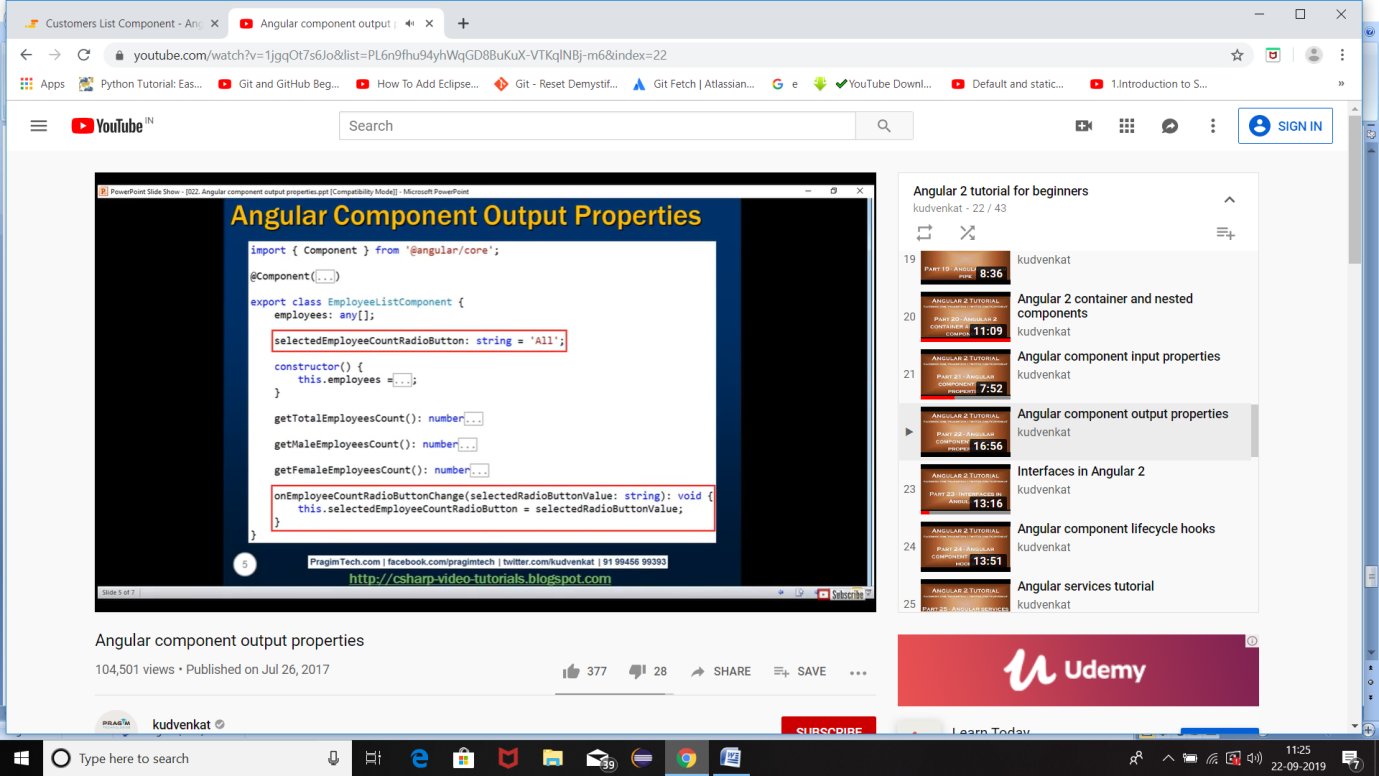 Customers List Component - Ang
Angular component output p
youtube.com/watch?v=1jgqOt7s6Jo&list=PL6n9fhu94yhWqGD8BuKuX-VTKqlNBj-m6&index=22
Apps
Python Tutorial: Eas...
Git and GitHub Beg...
How To Add Eclipse...
Git - Reset Demystif...
Git Fetch | Atlassian...
e
YouTube Downl...
Default and static...
1.Introduction to S...
YouTube IN
Search
SIGN IN
PowerPoint Slide Show - [022. Angular component output properties.ppt [Compatibility Mode]] - Microsoft PowerPoint
Angular Component Output Properties
import { Component } from '@angular/core';
@Component(...)
export class EmployeeListComponent {
employees: any[];
selectedEmployeeCountRadioButton: string = 'All';
constructor() {
this.employees =...;
}
getTotalEmployeesCount(): number...
getMaleEmployeesCount(): number...
getFemaleEmployeesCount(): number...
onEmployeeCountRadioButtonChange(selectedRadioButtonValue: string): void {
this.selectedEmployeeCountRadioButton = selectedRadioButtonValue;
}
}
5
PragimTech.com | facebook.com/pragimtech | twitter.com/kudvenkat | 91 99456 99393
http://csharp-video-tutorials.blogspot.com
Slide 5 of 7
Subscribe
Angular component output properties
104,501 views • Published on Jul 26, 2017
377
28
SHARE
SAVE
PRAGIM
kudvenkat
SUBSCRIBE
Angular 2 tutorial for beginners
kudvenkat - 22 / 43
19
8:36
kudvenkat
20
11:09
Angular 2 container and nested
components
kudvenkat
21
7:52
Angular component input properties
kudvenkat
16:56
Angular component output properties
kudvenkat
23
13:16
Interfaces in Angular 2
kudvenkat
24
13:51
Angular component lifecycle hooks
kudvenkat
25
Angular services tutorial
kudvenkat
Udemy
Learn Today
Type here to search
39
11:25
22-09-2019
7